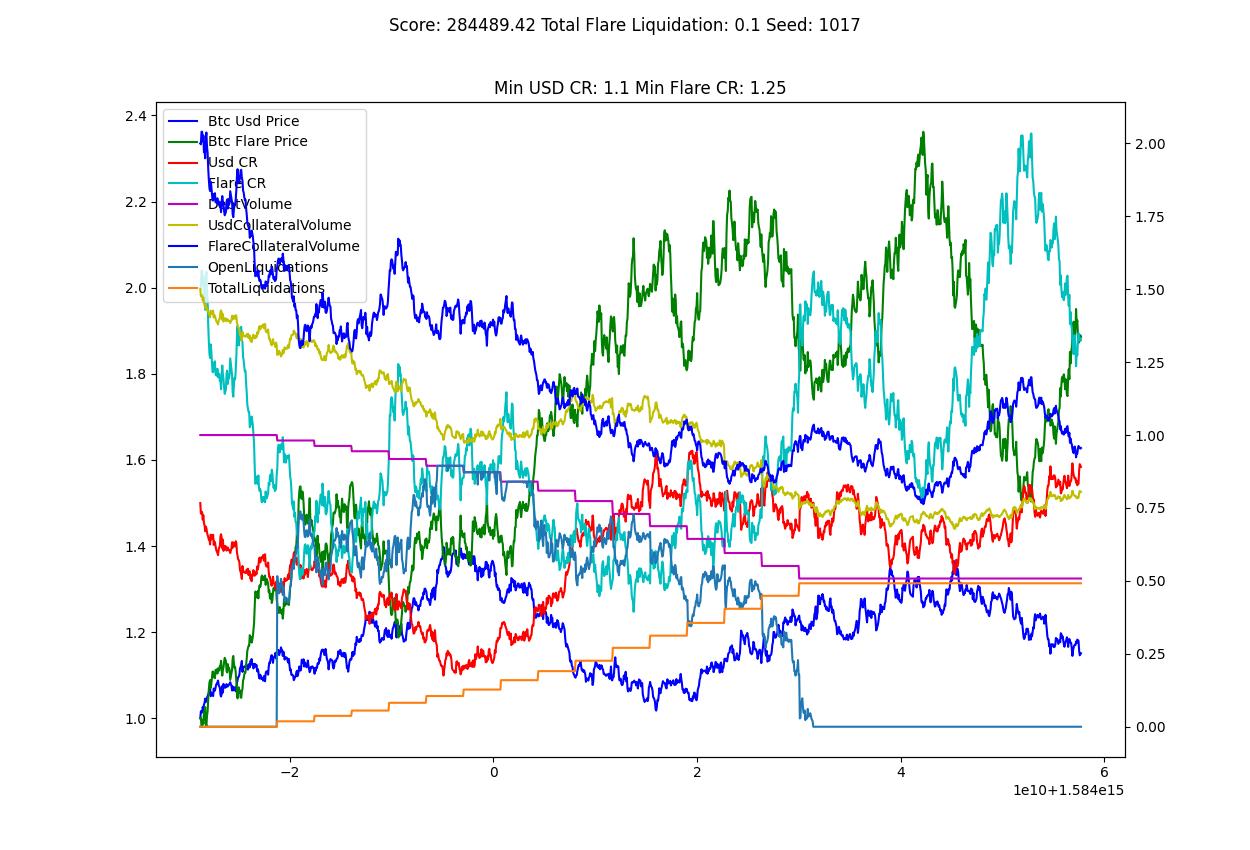 Score: 284489.42 Total Flare Liquidation: 0.1 Seed: 1017
Min USD CR: 1.1 Min Flare CR: 1.25
Btc Usd Price
Btc Flare Price
Usd CR
Flare CR
DebtVolume
UsdCollateralVolume
FlareCollateralVolume
OpenLiquidations
TotalLiquidations
2.4
2.2
2.0
1.8
1.6
1.4
1.2
1.0
2.00
1.75
1.50
1.25
1.00
0.75
0.50
0.25
0.00
−2
0
2
4
6
1e10+1.584e15